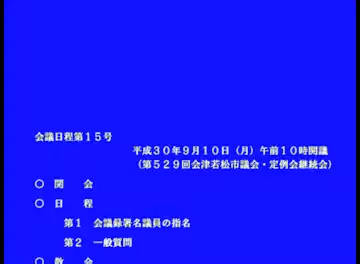 会議日程第１５号
平成３０年９月１０日（月）午前１０時開議
（第５２９回会津若松市議会・定例会継続会）
○　開　　会
○　日　　程
第１　会議録署名議員の指名
第２　一般質問
○　散　　会